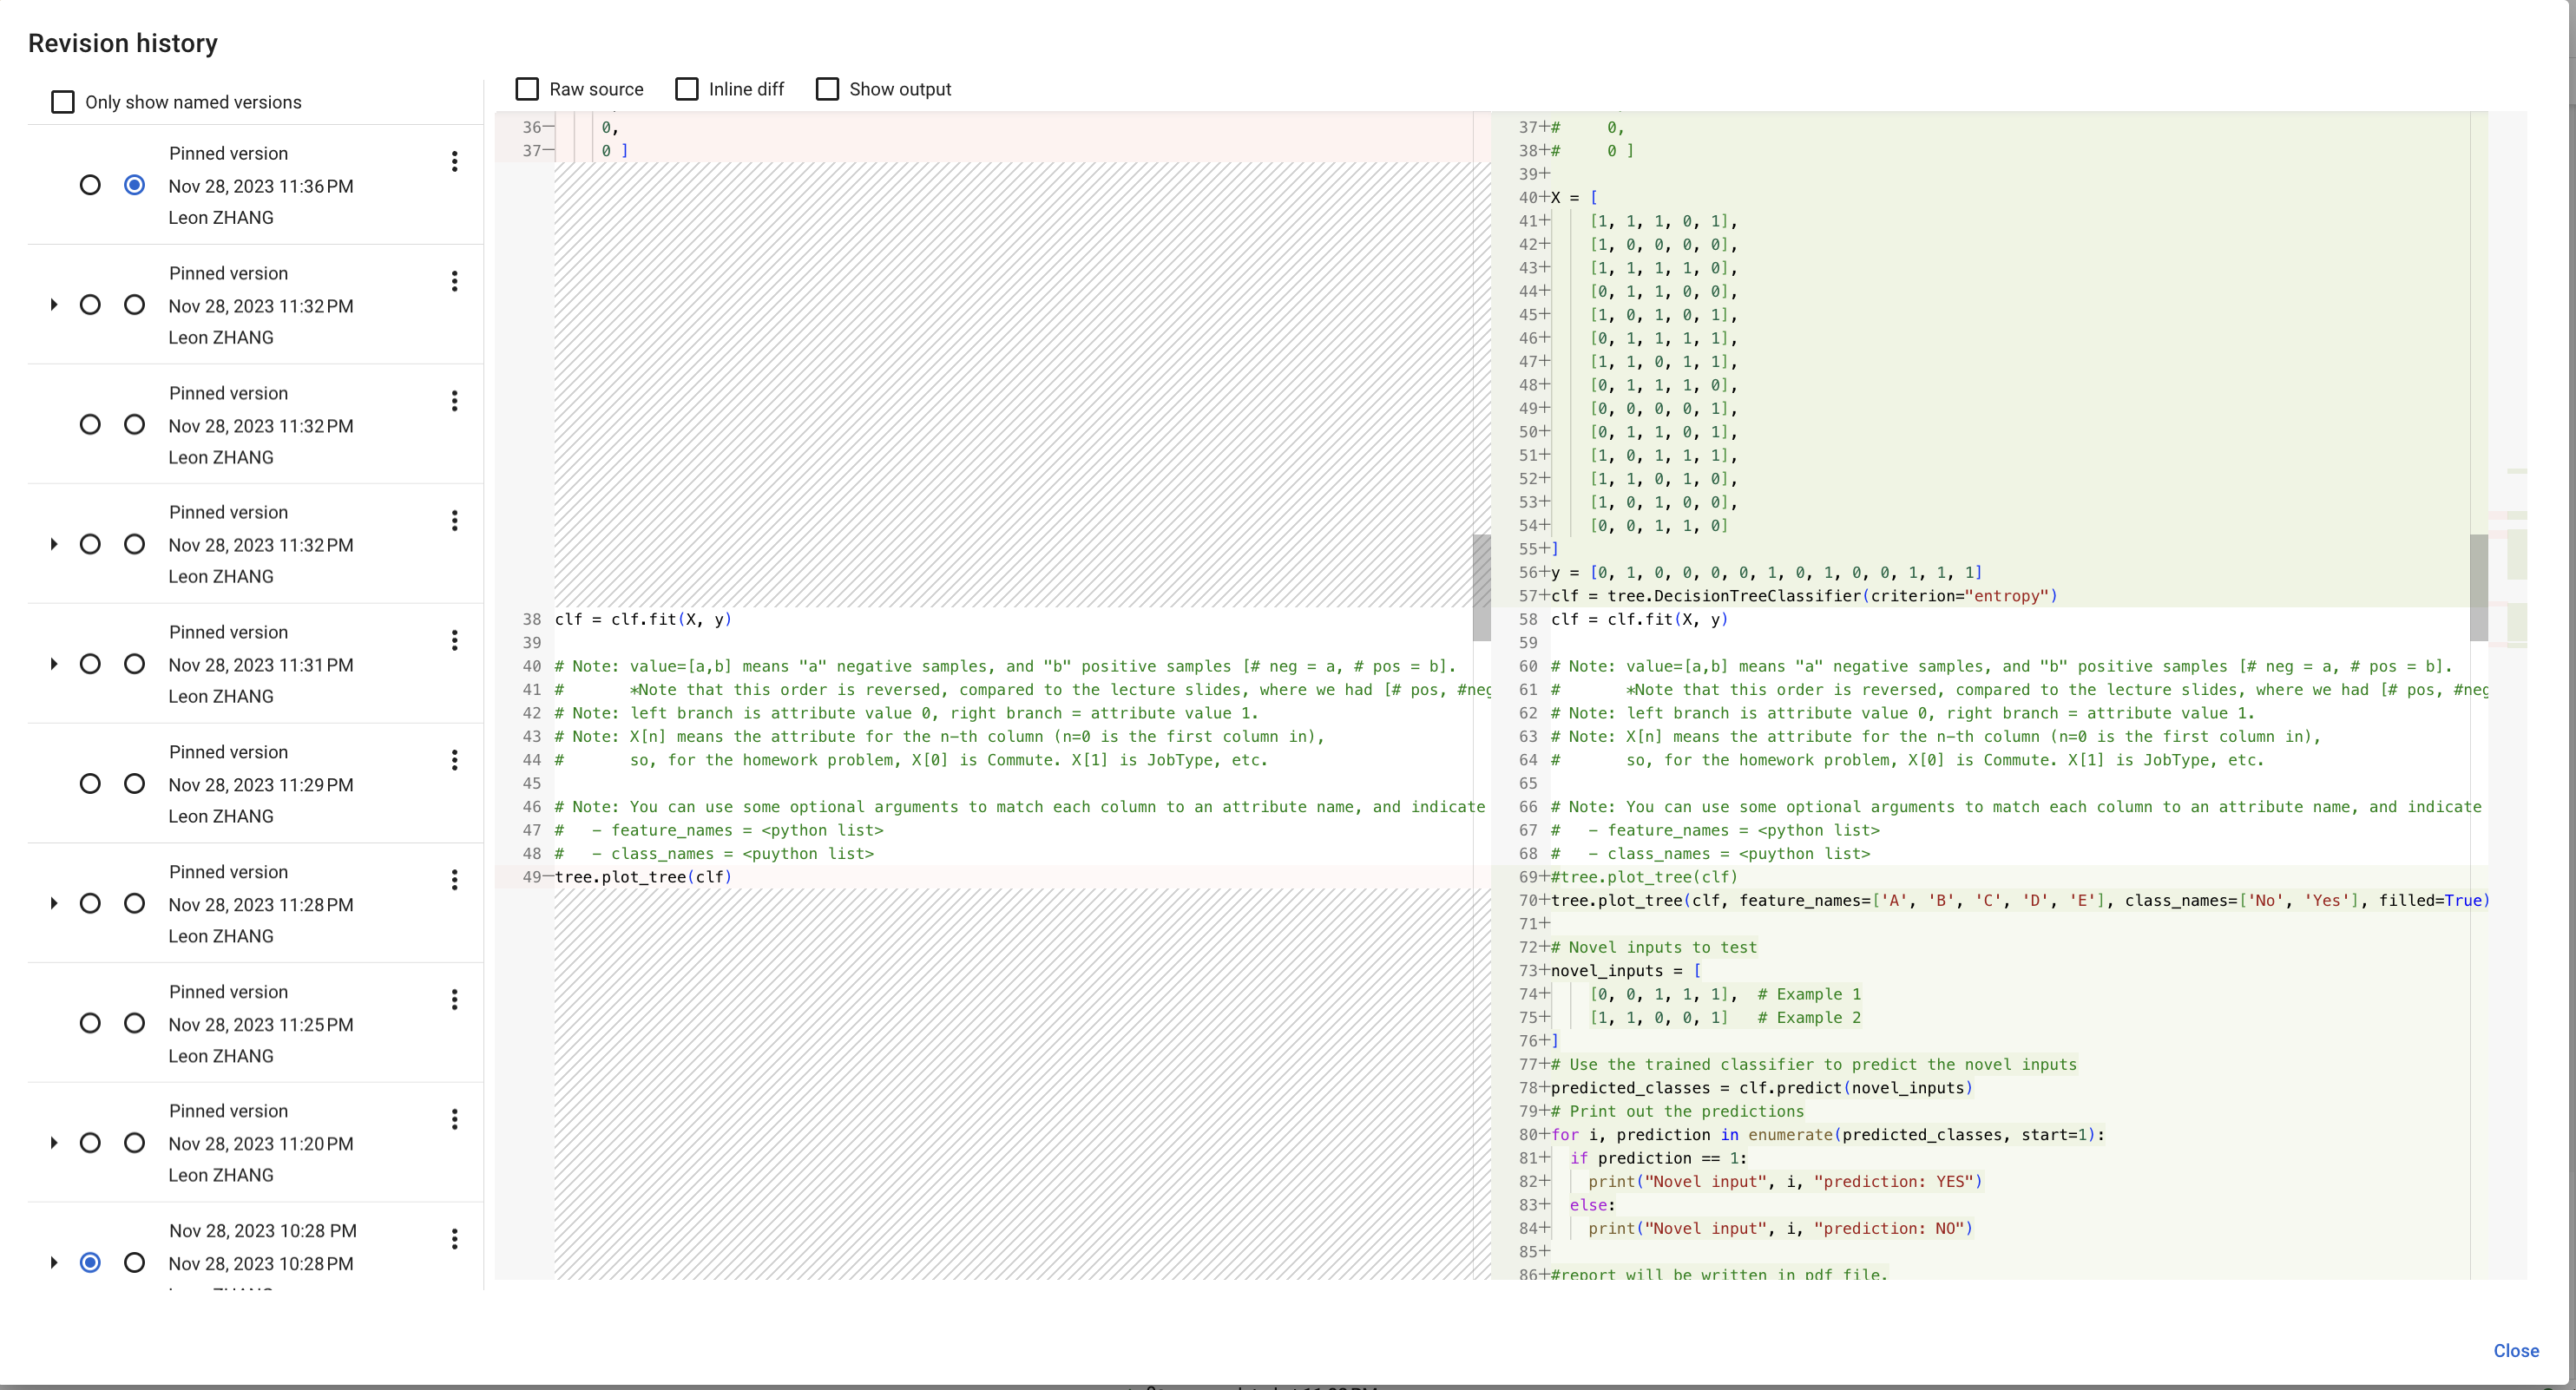 Revision history
Only show named versions
Pinned version
Nov 28, 2023 11:36 PM
Leon ZHANG
Pinned version
Nov 28, 2023 11:32 PM
Leon ZHANG
Pinned version
Nov 28, 2023 11:32 PM
Leon ZHANG
Pinned version
Nov 28, 2023 11:32 PM
Leon ZHANG
Pinned version
Nov 28, 2023 11:31 PM
Leon ZHANG
Pinned version
Nov 28, 2023 11:29 PM
Leon ZHANG
Pinned version
Nov 28, 2023 11:28 PM
Leon ZHANG
Pinned version
Nov 28, 2023 11:25 PM
Leon ZHANG
Pinned version
Nov 28, 2023 11:20 PM
Leon ZHANG
Nov 28, 2023 10:28 PM
Nov 28, 2023 10:28 PM
Raw source Inline diff Show output
36— 0,
37— 0 ]
38 clf = clf.fit(X, y)
39
40 # Note: value=[a,b] means "a" negative samples, and "b" positive samples [# neg = a, # pos = b].
41 # *Note that this order is reversed, compared to the lecture slides, where we had [# pos, #neg
42 # Note: left branch is attribute value 0, right branch = attribute value 1.
43 # Note: X[n] means the attribute for the n-th column (n=0 is the first column in),
44 # so, for the homework problem, X[0] is Commute. X[1] is JobType, etc.
45
46 # Note: You can use some optional arguments to match each column to an attribute name, and indicate
47 # - feature_names = <python list>
48 # - class_names = <puython list>
49—tree.plot_tree(clf)
37+# 0,
38+# 0 ]
39+
40+X = [
41+ [1, 1, 1, 0, 1],
42+ [1, 0, 0, 0, 0],
43+ [1, 1, 1, 1, 0],
44+ [0, 1, 1, 0, 0],
45+ [1, 0, 1, 0, 1],
46+ [0, 1, 1, 1, 1],
47+ [1, 1, 0, 1, 1],
48+ [0, 1, 1, 1, 0],
49+ [0, 0, 0, 0, 1],
50+ [0, 1, 1, 0, 1],
51+ [1, 0, 1, 1, 1],
52+ [1, 1, 0, 1, 0],
53+ [1, 0, 1, 0, 0],
54+ [0, 0, 1, 1, 0]
55+]
56+y = [0, 1, 0, 0, 0, 0, 1, 0, 1, 0, 0, 1, 1, 1]
57+clf = tree.DecisionTreeClassifier(criterion="entropy")
58 clf = clf.fit(X, y)
59
60 # Note: value=[a,b] means "a" negative samples, and "b" positive samples [# neg = a, # pos = b].
61 # *Note that this order is reversed, compared to the lecture slides, where we had [# pos, #neg
62 # Note: left branch is attribute value 0, right branch = attribute value 1.
63 # Note: X[n] means the attribute for the n-th column (n=0 is the first column in),
64 # so, for the homework problem, X[0] is Commute. X[1] is JobType, etc.
65
66 # Note: You can use some optional arguments to match each column to an attribute name, and indicate
67 # - feature_names = <python list>
68 # - class_names = <puython list>
69+#tree.plot_tree(clf)
70+tree.plot_tree(clf, feature_names=['A', 'B', 'C', 'D', 'E'], class_names=['No', 'Yes'], filled=True)
71+
72+# Novel inputs to test
73+novel_inputs = [
74+ [0, 0, 1, 1, 1], # Example 1
75+ [1, 1, 0, 0, 1] # Example 2
76+]
77+# Use the trained classifier to predict the novel inputs
78+predicted_classes = clf.predict(novel_inputs)
79+# Print out the predictions
80+for i, prediction in enumerate(predicted_classes, start=1):
81+ if prediction == 1:
82+ print("Novel input", i, "prediction: YES")
83+ else:
84+ print("Novel input", i, "prediction: NO")
85+
86+#report will be written in pdf file.
Close